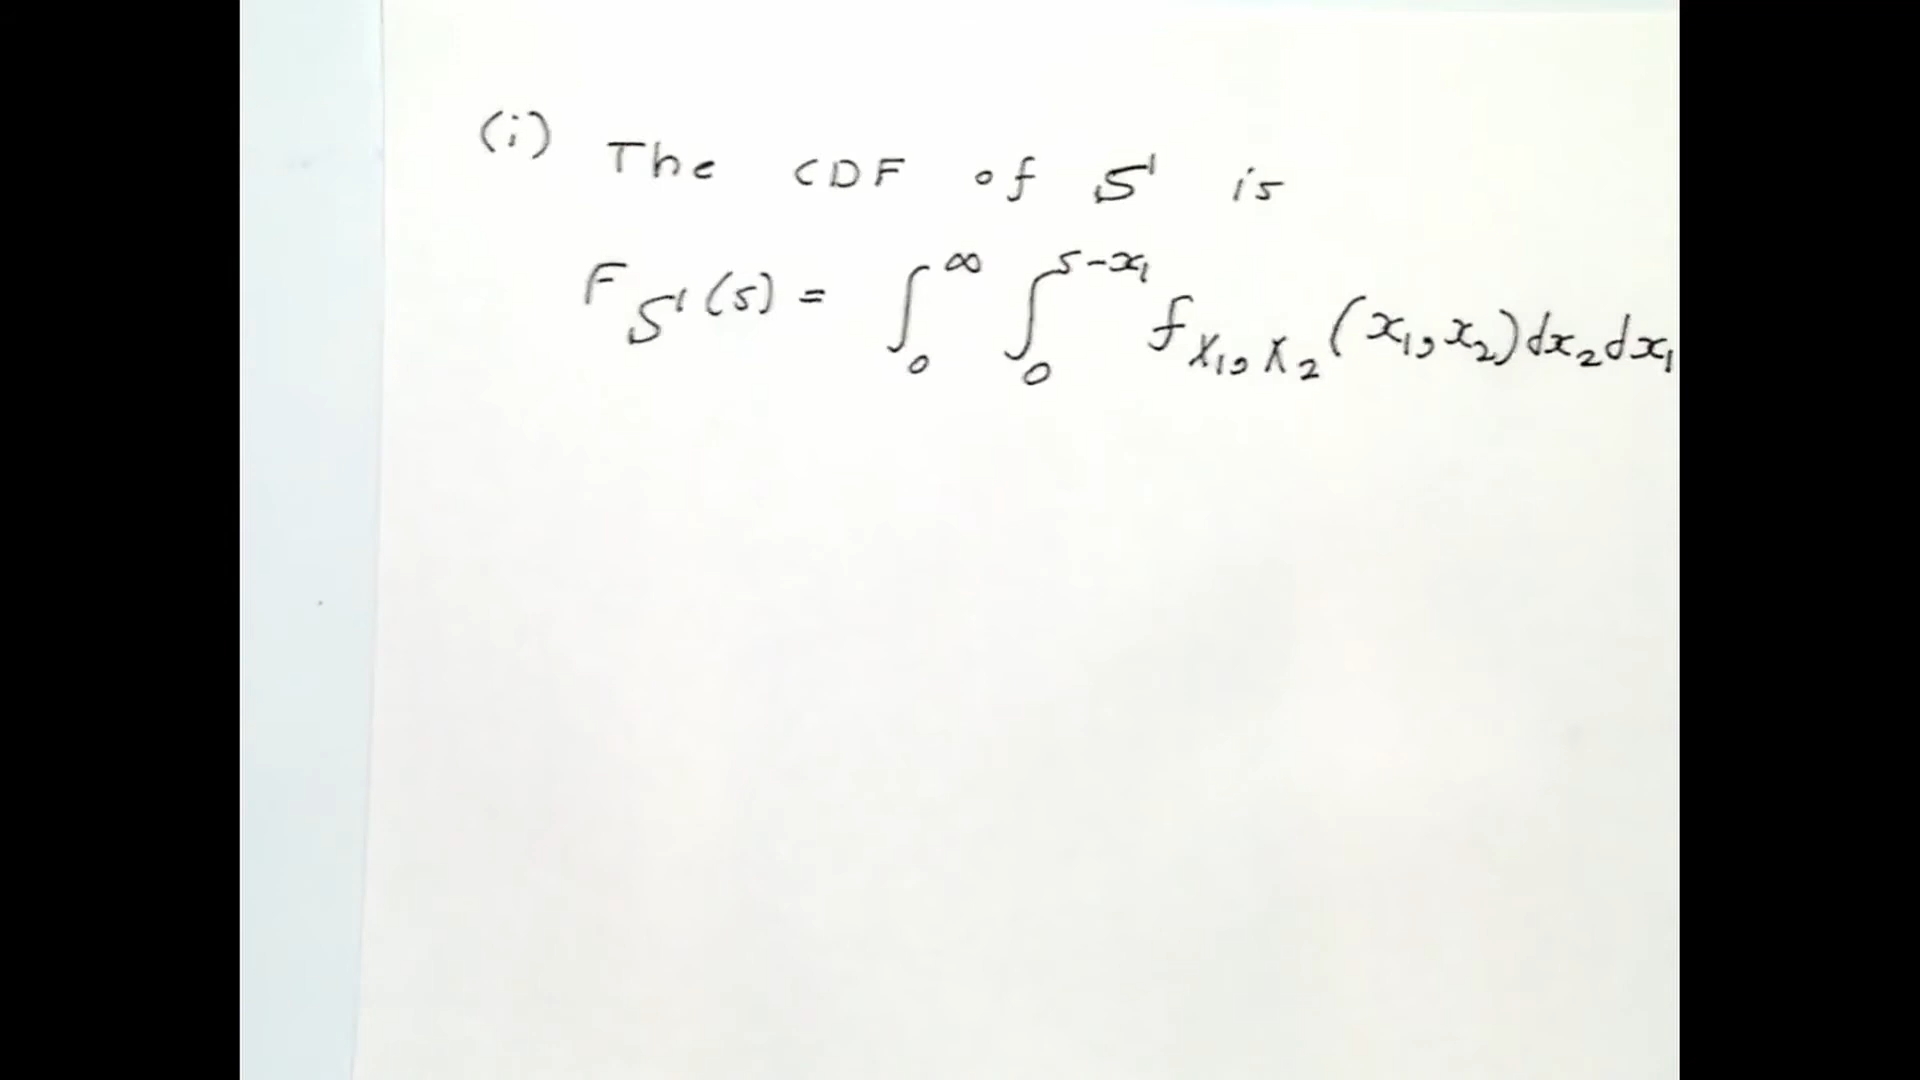 (i) The CDF of S' is
F_{S'}(s) = ∫_0^∞ ∫_0^{s-x_1} f_{X_1, X_2}(x_1, x_2) dx_2 dx_1